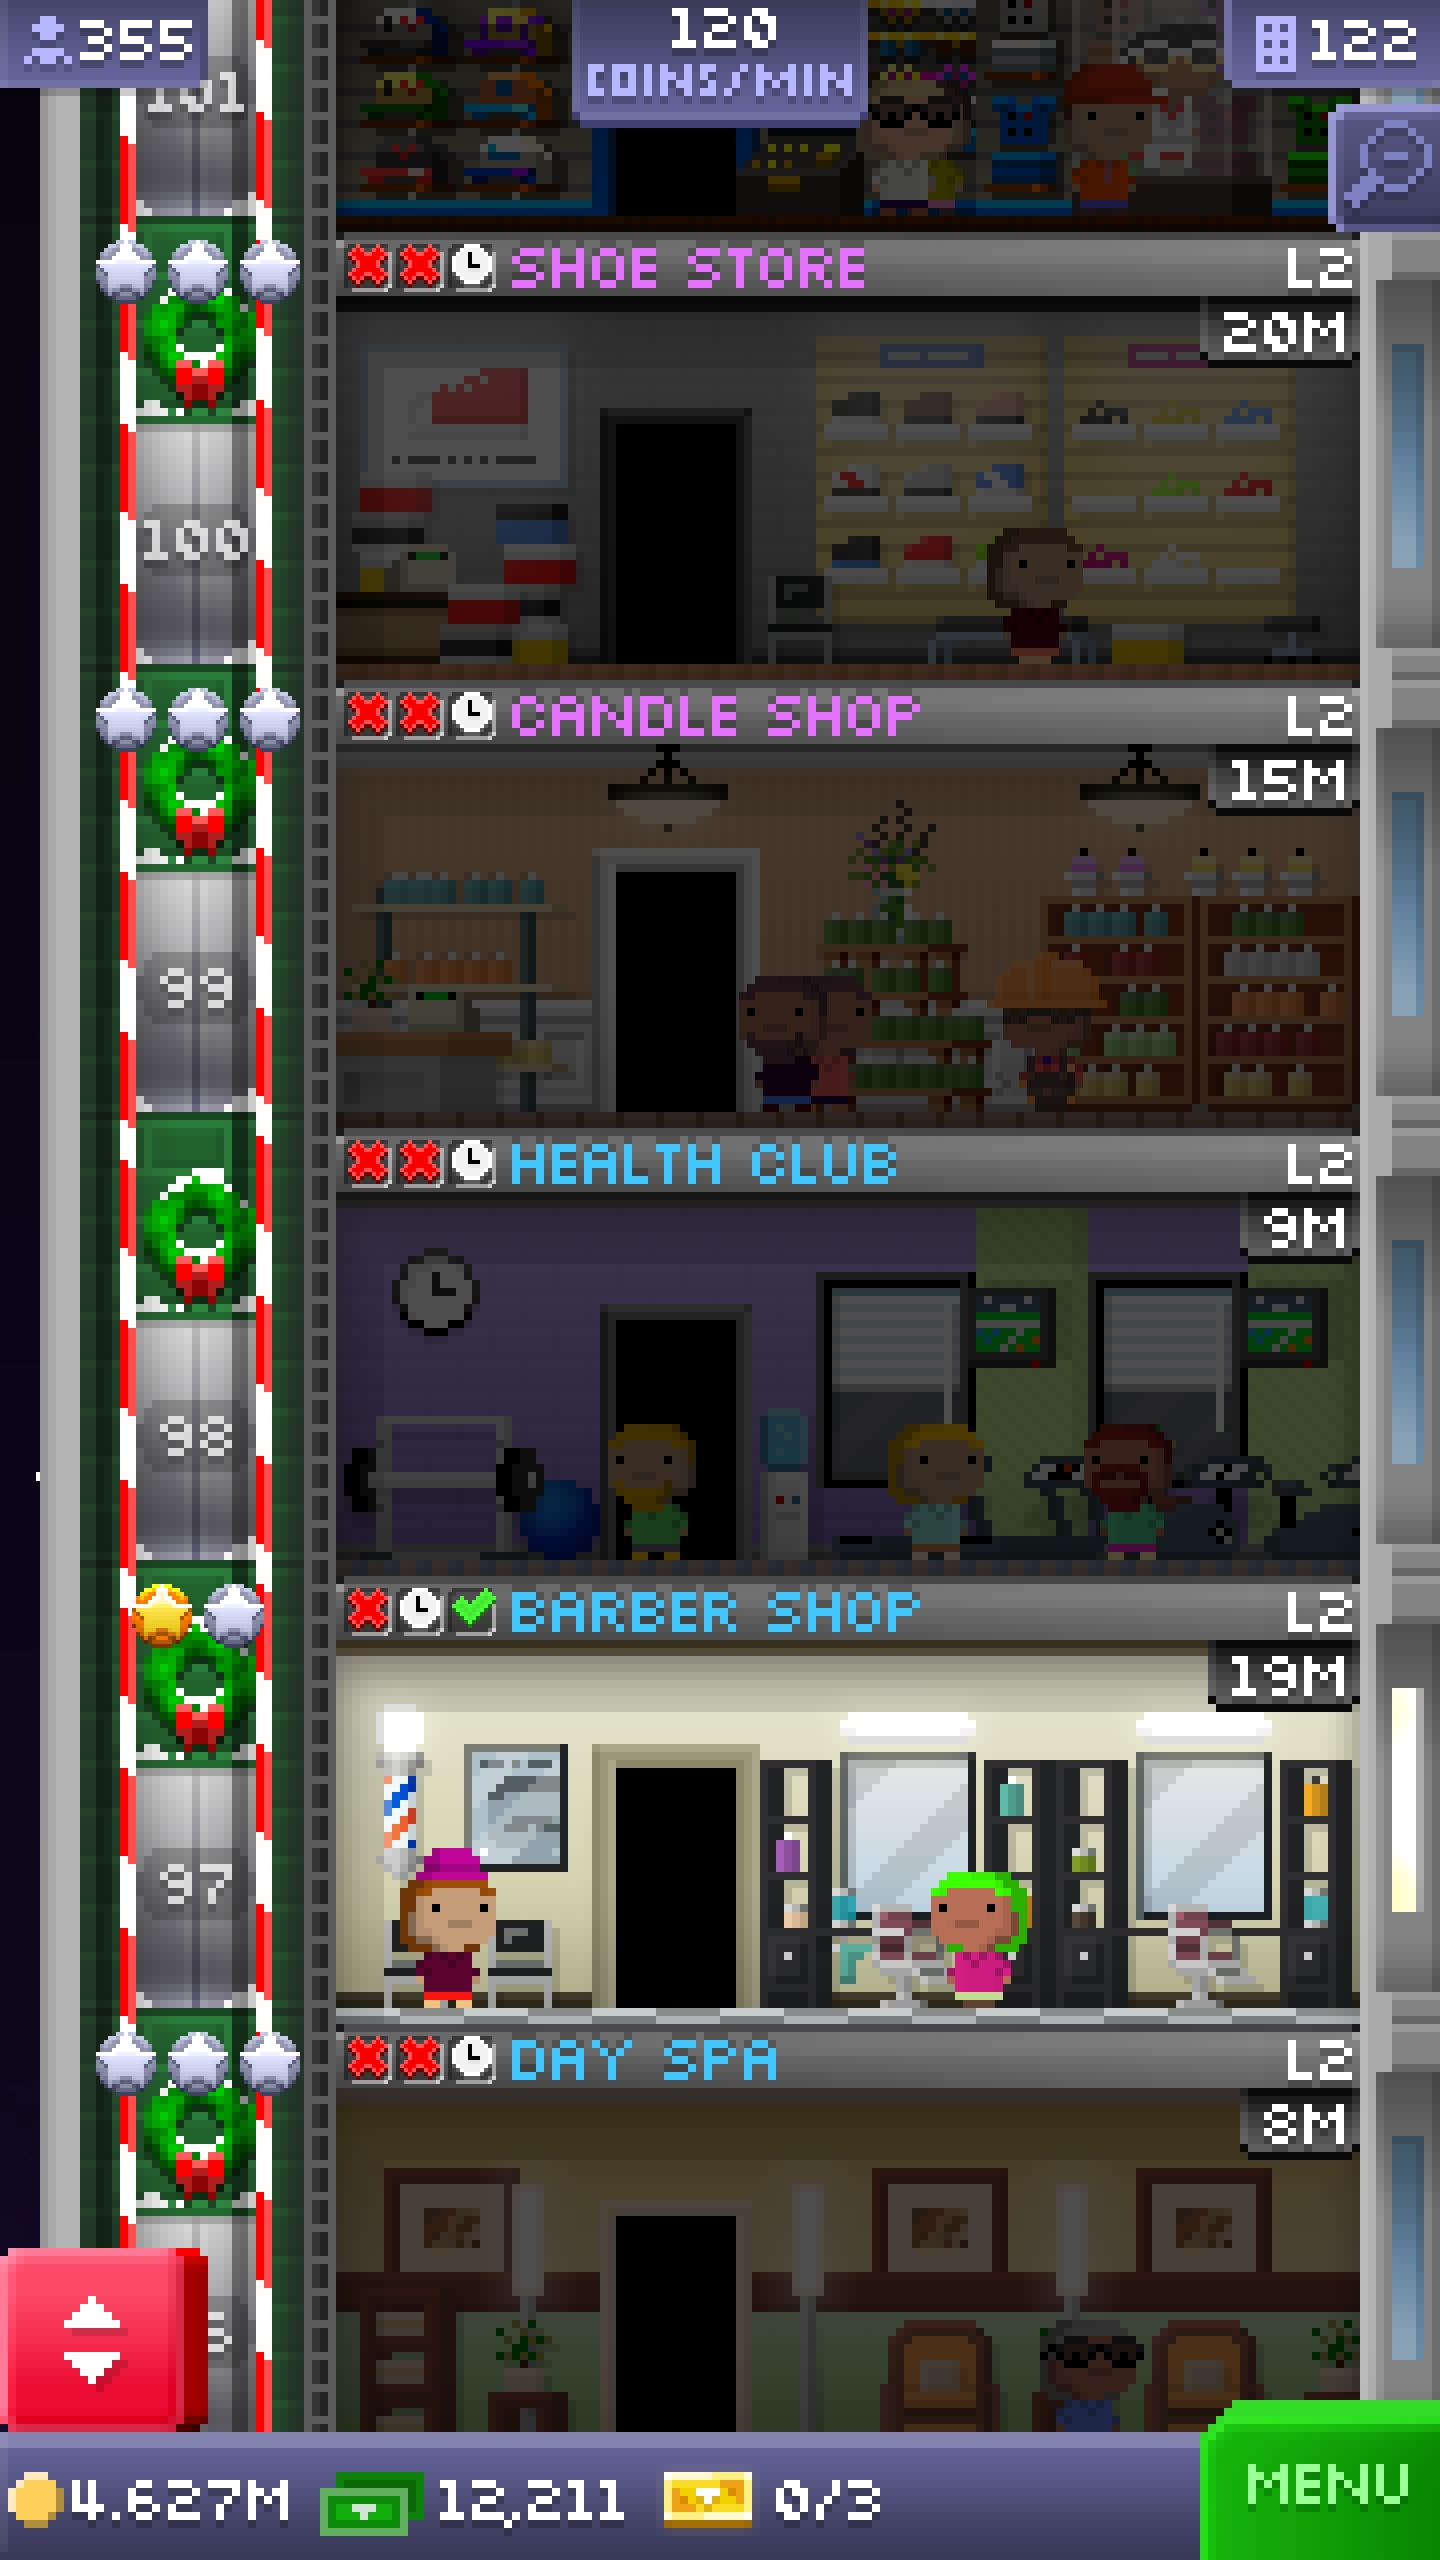 355
120
COINS/MIN
122
101
SHOE STORE
L2
20M
100
CANDLE SHOP
L2
15M
99
HEALTH CLUB
L2
9M
98
BARBER SHOP
L2
19M
97
DAY SPA
L2
8M
4.627M
12,211
0/3
MENU